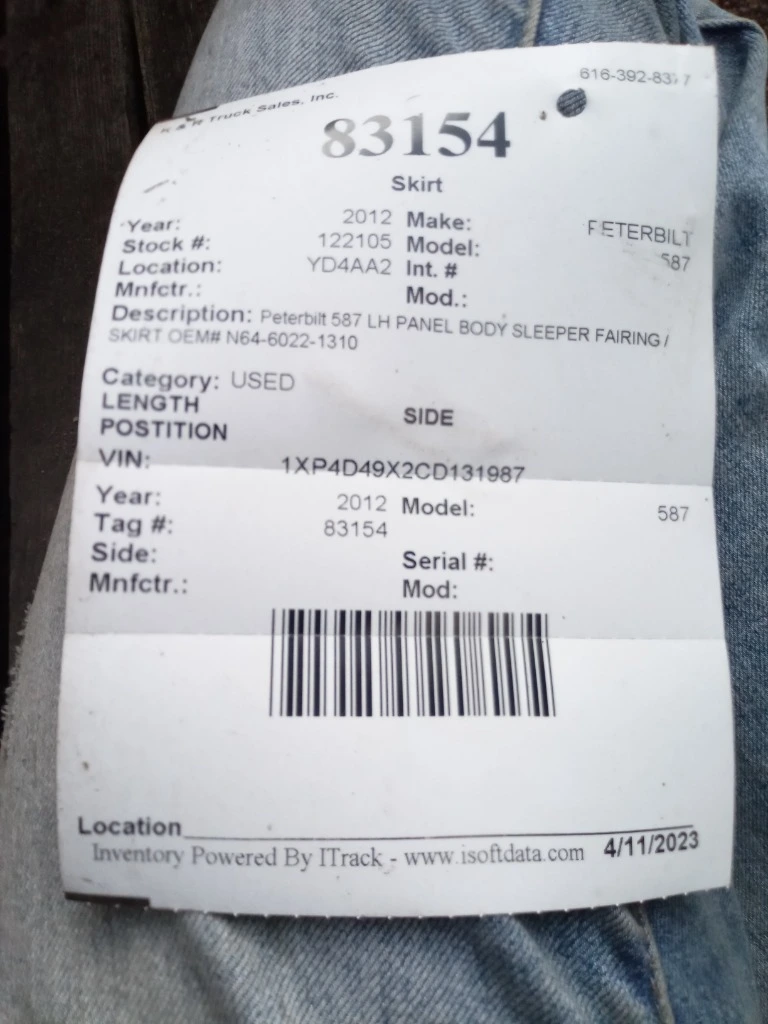 K & R Truck Sales, Inc. 616-392-83
83154
Skirt
Year: 2012 Make: PETERBILT
Stock #: 122105 Model: 587
Location: YD4AA2 Int. #
Mnfctr.: Mod.:
Description: Peterbilt 587 LH PANEL BODY SLEEPER FAIRING /
SKIRT OEM# N64-6022-1310
Category: USED
LENGTH SIDE
POSTITION
VIN: 1XP4D49X2CD131987
Year: 2012 Model: 587
Tag #: 83154
Side: Serial #:
Mnfctr.: Mod:
Location
Inventory Powered By ITrack - www.isoftdata.com 4/11/2023